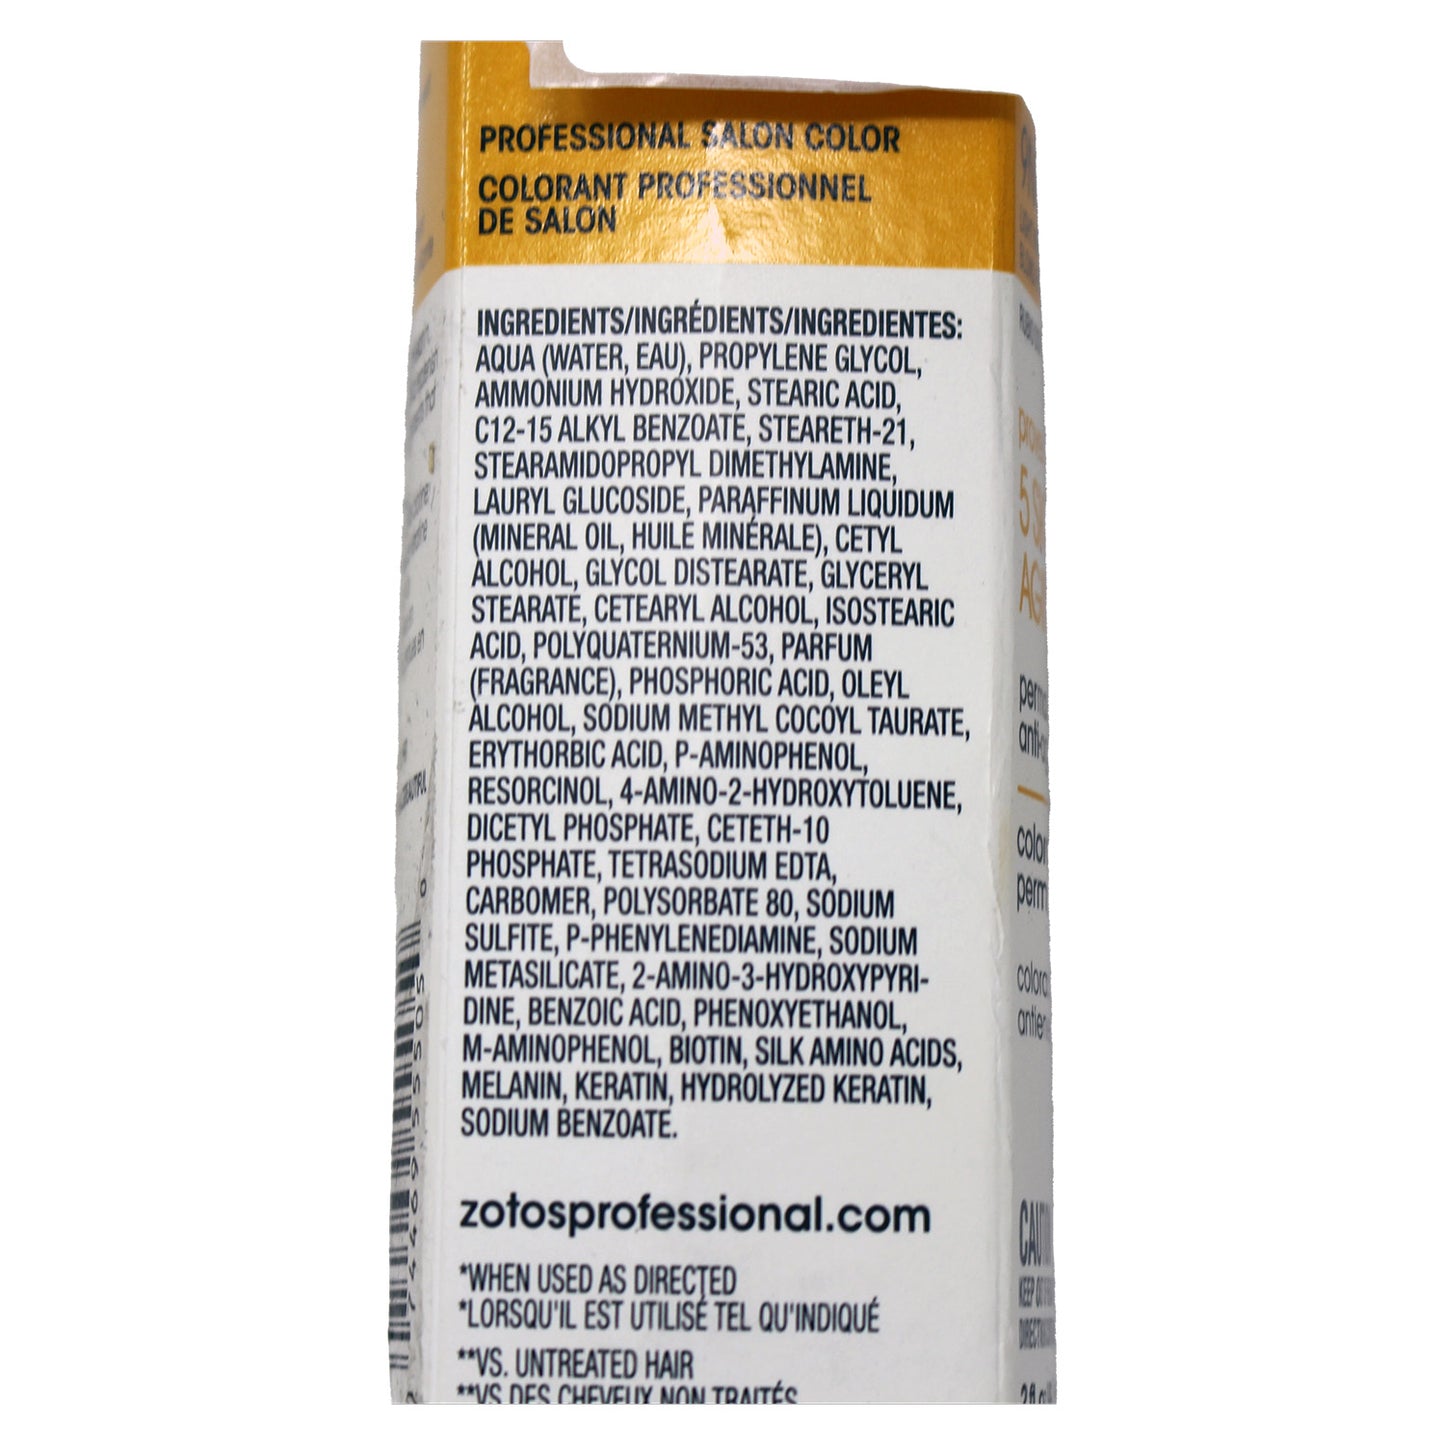 PROFESSIONAL SALON COLOR
COLORANT PROFESSIONNEL
DE SALON
INGREDIENTS/INGRÉDIENTS/INGREDIENTES:
AQUA (WATER, EAU), PROPYLENE GLYCOL,
AMMONIUM HYDROXIDE, STEARIC ACID,
C12-15 ALKYL BENZOATE, STEARETH-21,
STEARAMIDOPROPYL DIMETHYLAMINE,
LAURYL GLUCOSIDE, PARAFFINUM LIQUIDUM
(MINERAL OIL, HUILE MINÉRALE), CETYL
ALCOHOL, GLYCOL DISTEARATE, GLYCERYL
STEARATE, CETEARYL ALCOHOL, ISOSTEARIC
ACID, POLYQUATERNIUM-53, PARFUM
(FRAGRANCE), PHOSPHORIC ACID, OLEYL
ALCOHOL, SODIUM METHYL COCOYL TAURATE,
ERYTHORBIC ACID, P-AMINOPHENOL,
RESORCINOL, 4-AMINO-2-HYDROXYTOLUENE,
DICETYL PHOSPHATE, CETETH-10
PHOSPHATE, TETRASODIUM EDTA,
CARBOMER, POLYSORBATE 80, SODIUM
SULFITE, P-PHENYLENEDIAMINE, SODIUM
METASILICATE, 2-AMINO-3-HYDROXYPYRI-
DINE, BENZOIC ACID, PHENOXYETHANOL,
M-AMINOPHENOL, BIOTIN, SILK AMINO ACIDS,
MELANIN, KERATIN, HYDROLYZED KERATIN,
SODIUM BENZOATE.
zotosprofessional.com
*WHEN USED AS DIRECTED
*LORSQU'IL EST UTILISÉ TEL QU'INDIQUÉ
**VS. UNTREATED HAIR
**VS DES CHEVEUX NON TRAITÉS